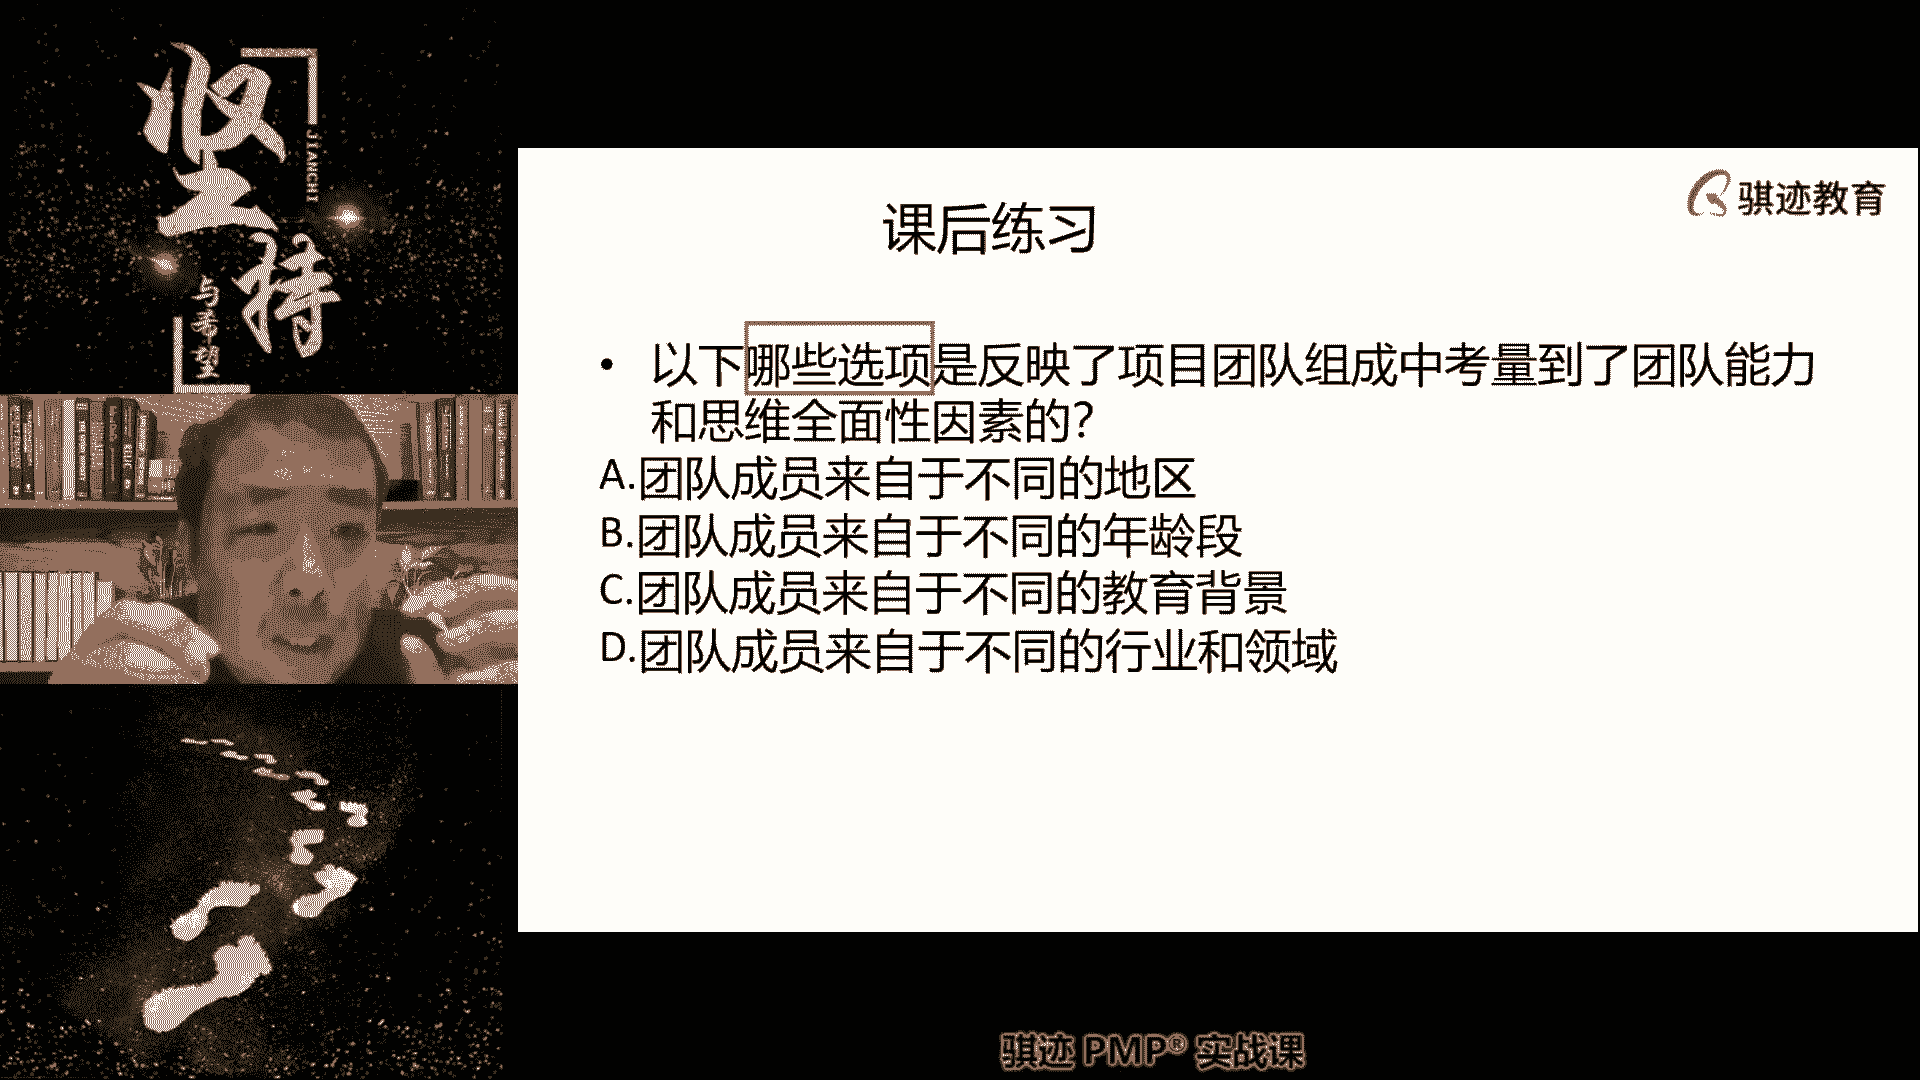 坚持
JIANCHI
与希望
骐迹教育
课后练习
• 以下哪些选项是反映了项目团队组成中考量到了团队能力
和思维全面性因素的？
A.团队成员来自于不同的地区
B.团队成员来自于不同的年龄段
C.团队成员来自于不同的教育背景
D.团队成员来自于不同的行业和领域
骐迹 PMP® 实战课